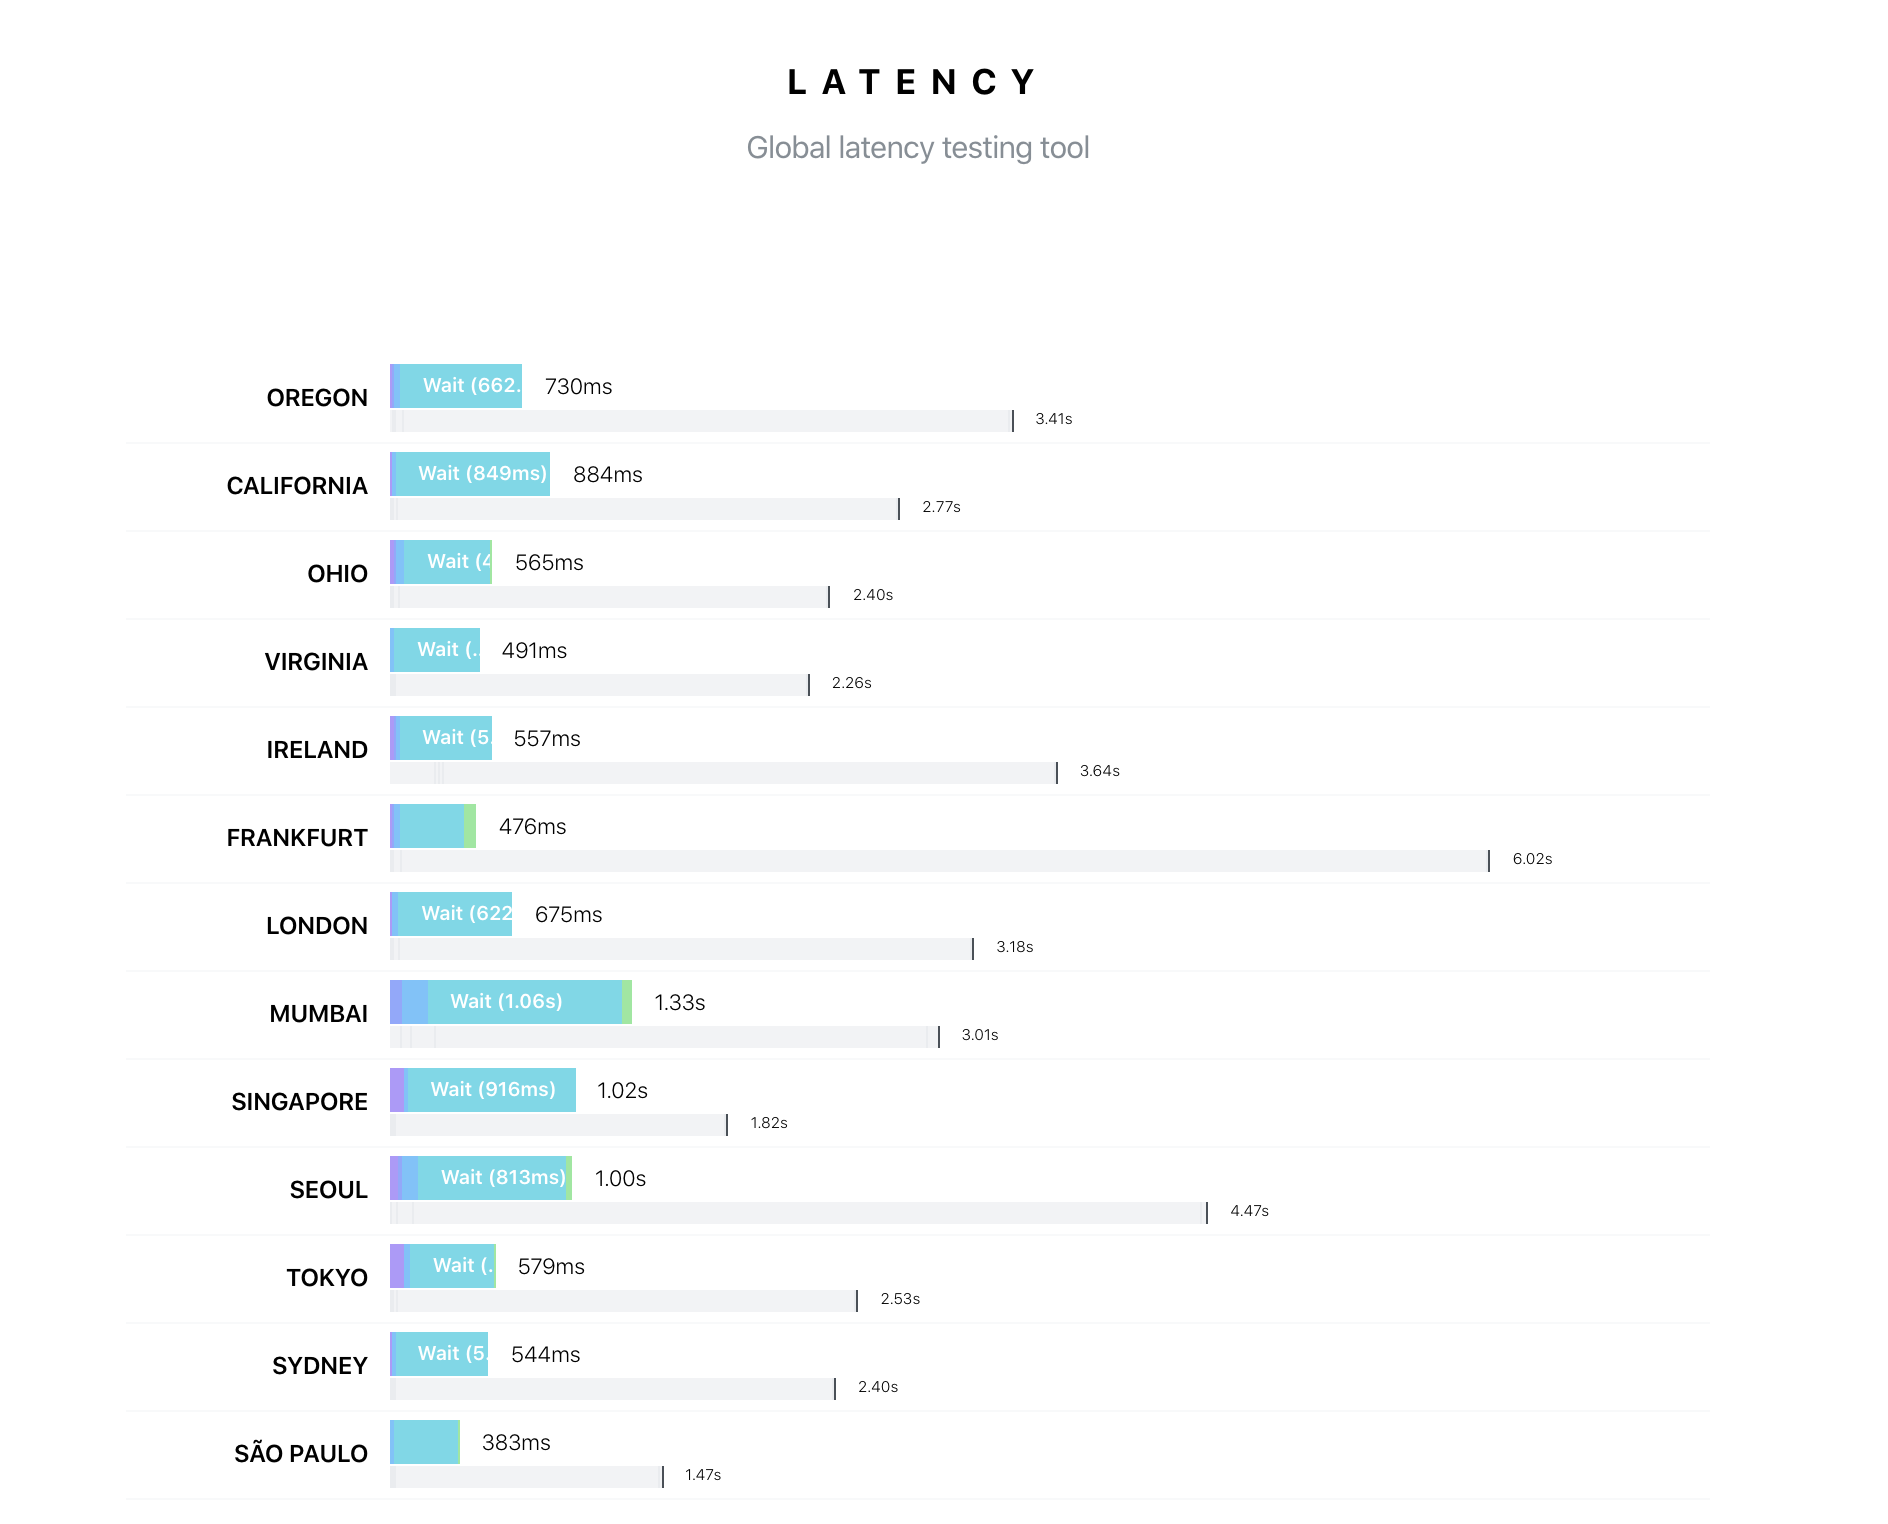 LATENCY
Global latency testing tool
OREGON
Wait (662.
730ms
3.41s
CALIFORNIA
Wait (849ms)
884ms
2.77s
OHIO
Wait (4
565ms
2.40s
VIRGINIA
Wait (..
491ms
2.26s
IRELAND
Wait (5.
557ms
3.64s
FRANKFURT
476ms
6.02s
LONDON
Wait (622
675ms
3.18s
MUMBAI
Wait (1.06s)
1.33s
3.01s
SINGAPORE
Wait (916ms)
1.02s
1.82s
SEOUL
Wait (813ms)
1.00s
4.47s
TOKYO
Wait (.
579ms
2.53s
SYDNEY
Wait (5.
544ms
2.40s
SÃO PAULO
383ms
1.47s